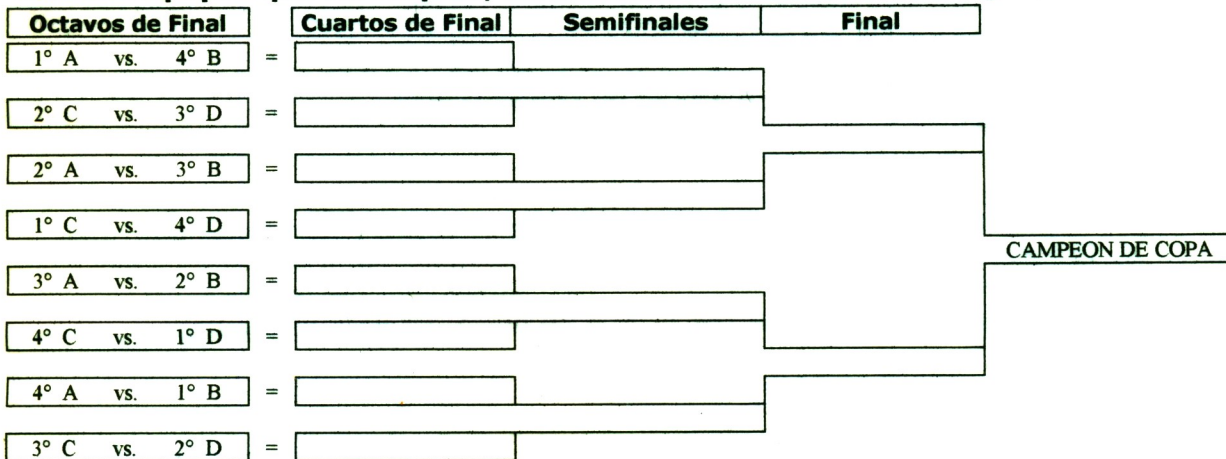 Octavos de Final Cuartos de Final Semifinales Final
1° A vs. 4° B =
2° C vs. 3° D =
2° A vs. 3° B =
1° C vs. 4° D =
CAMPEON DE COPA
3° A vs. 2° B =
4° C vs. 1° D =
4° A vs. 1° B =
3° C vs. 2° D =